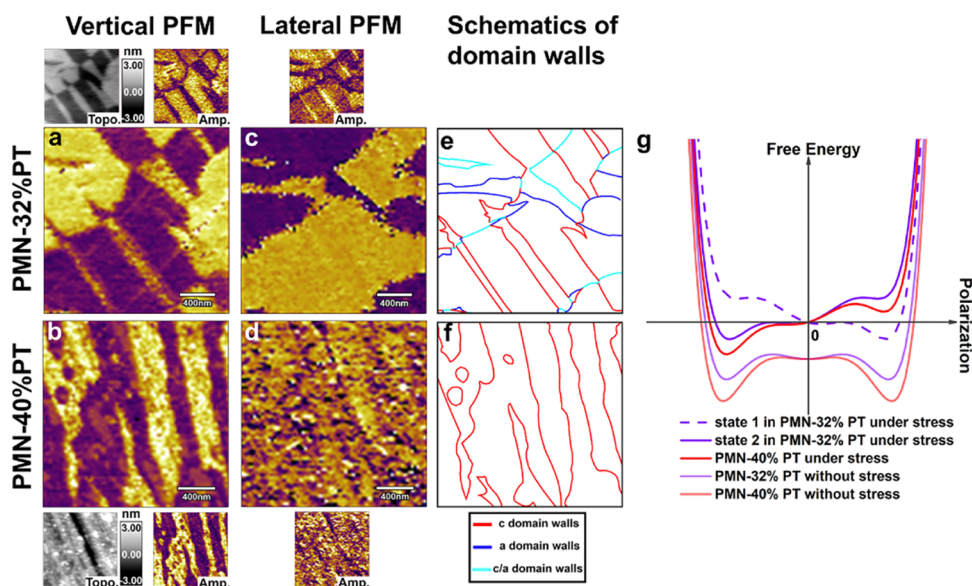 Vertical PFM
Lateral PFM
Schematics of
domain walls
nm
3.00
0.00
-3.00
Topo.
Amp.
Amp.
PMN-32%PT
a
400nm
c
400nm
e
g
Free Energy
Polarization
0
PMN-40%PT
b
400nm
d
400nm
f
state 1 in PMN-32% PT under stress
state 2 in PMN-32% PT under stress
PMN-40% PT under stress
PMN-32% PT without stress
PMN-40% PT without stress
nm
3.00
0.00
-3.00
Topo.
Amp.
Amp.
c domain walls
a domain walls
c/a domain walls